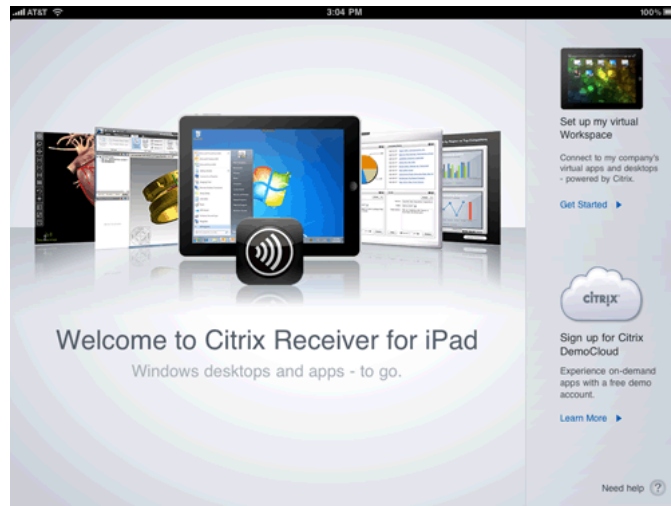 AT&T
3:04 PM
100%
Welcome to Citrix Receiver for iPad
Windows desktops and apps - to go.
Set up my virtual
Workspace
Connect to my company's
virtual apps and desktops
- powered by Citrix.
Get Started
CITRIX
Sign up for Citrix
DemoCloud
Experience on-demand
apps with a free demo
account.
Learn More
Need help ?